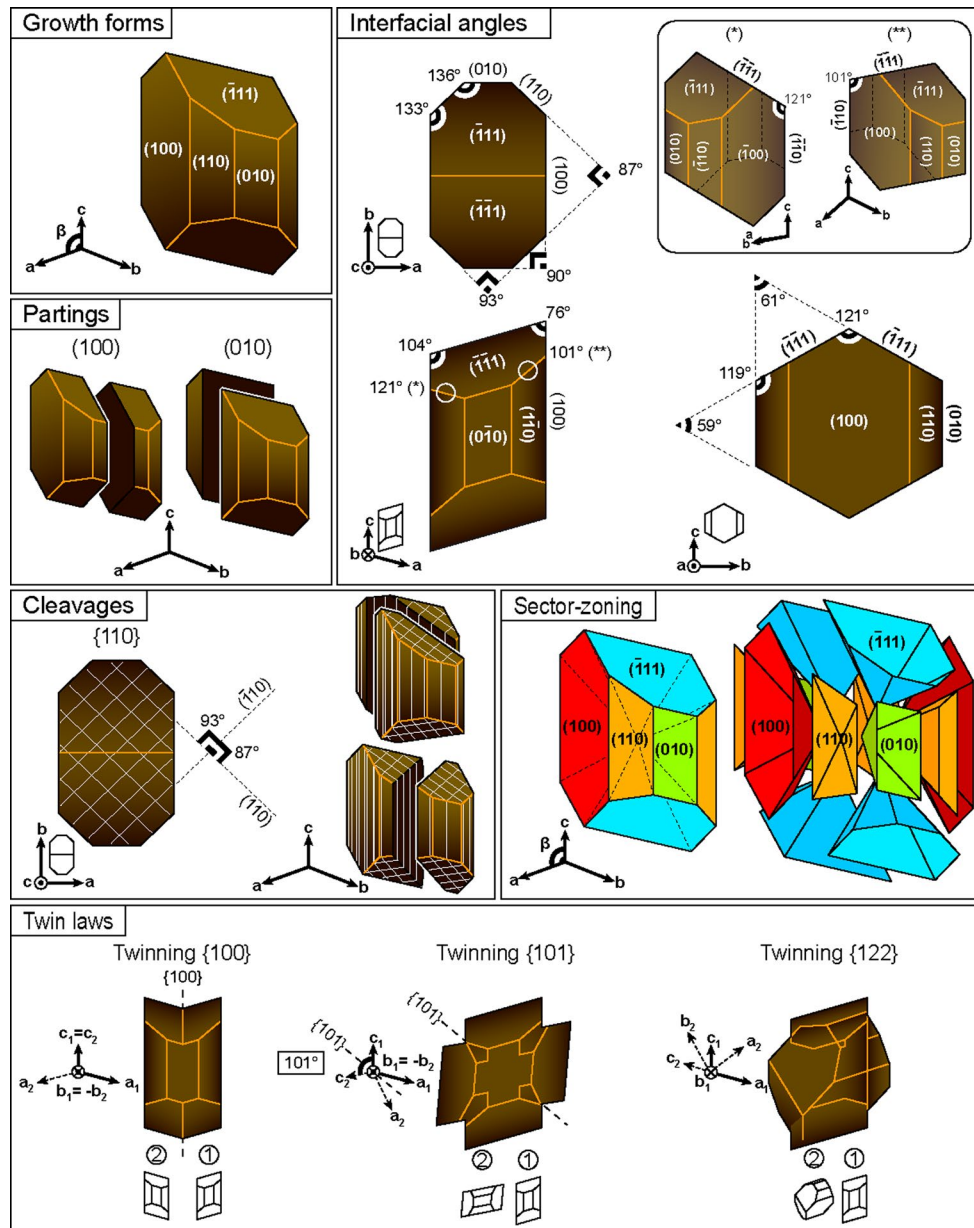 Growth forms
(1̅11)
(100)
(110)
(010)
c
β
a
b
Interfacial angles
136°
(010)
(110)
133°
(1̅11)
(100)
87°
(1̅1̅1)
b
c
a
90°
93°
(*)
(1̅1̅1)
(1̅11)
121°
(010)
(1̅10)
(1̅00)
(1̅1̅0)
a
b
c
(**)
(1̅1̅1)
101°
(1̅11)
(1̅10)
(100)
(110)
(010)
c
a
b
104°
76°
(1̅1̅1)
101° (**)
121° (*)
(01̅0)
(11̅0)
(100)
c
b
a
61°
121°
(1̅1̅1)
(1̅11)
119°
59°
(100)
(110)
(010)
c
a
b
Partings
(100)
(010)
c
a
b
Cleavages
{110}
93°
(1̅10)
87°
(1̅10)
b
c
a
c
a
b
Sector-zoning
(1̅11)
(100)
(110)
(010)
(1̅11)
(100)
(110)
(010)
c
β
a
b
Twin laws
Twinning {100}
{100}
c₁=c₂
a₂
b₁= -b₂
a₁
2
1
Twinning {101}
{101}
{101}
101°
c₁
b₁= -b₂
c₂
a₁
a₂
2
1
Twinning {122}
b₂
c₁
a₂
c₂
b₁
a₁
2
1